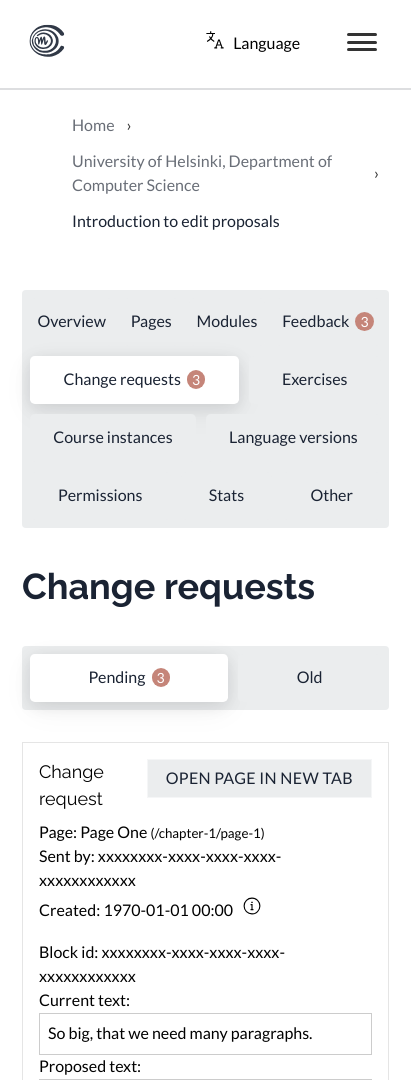 Language
Home ›
University of Helsinki, Department of
Computer Science ›
Introduction to edit proposals
Overview Pages Modules Feedback 3
Change requests 3 Exercises
Course instances Language versions
Permissions Stats Other
Change requests
Pending 3 Old
Change
request
OPEN PAGE IN NEW TAB
Page: Page One (/chapter-1/page-1)
Sent by: xxxxxxxx-xxxx-xxxx-xxxx-
xxxxxxxxxxxx
Created: 1970-01-01 00:00
Block id: xxxxxxxx-xxxx-xxxx-xxxx-
xxxxxxxxxxxx
Current text:
So big, that we need many paragraphs.
Proposed text: